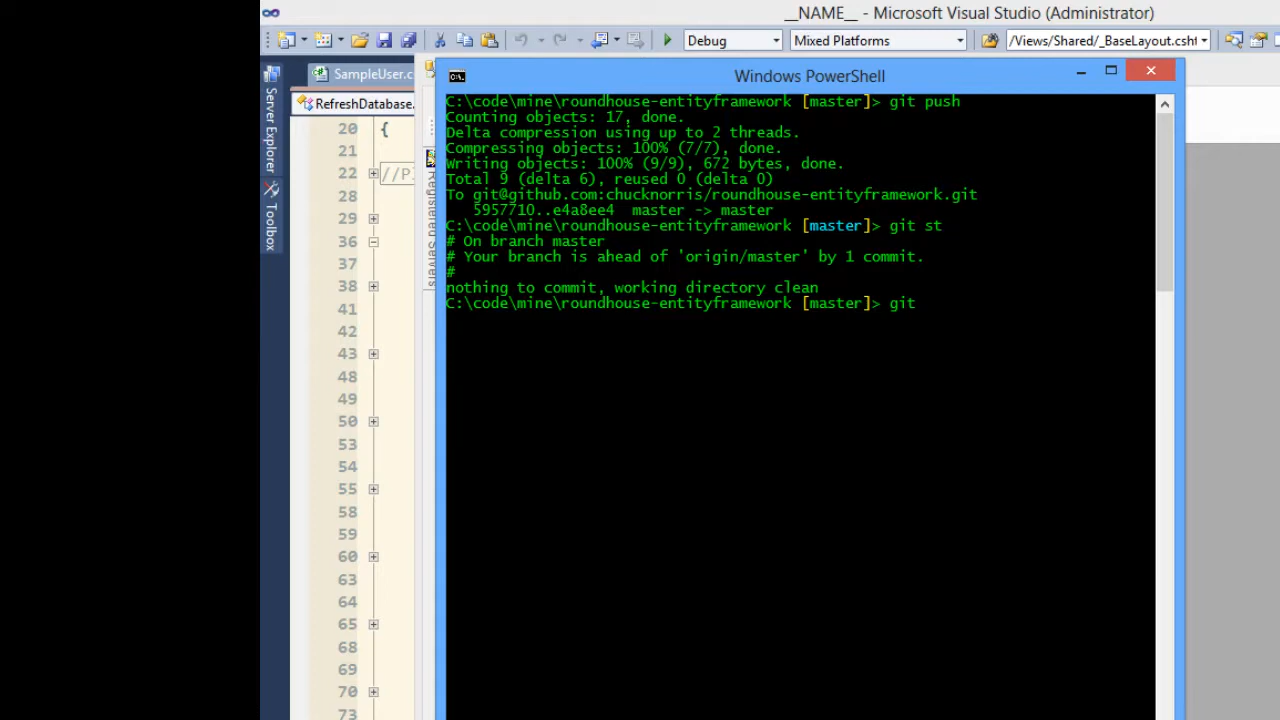 __NAME__ - Microsoft Visual Studio (Administrator)
Debug
Mixed Platforms
/Views/Shared/_BaseLayout.csht
SampleUser.c
RefreshDatabase.
Server Explorer
Toolbox
Registered Servers
20 {
21
22 //P
28
29
36
37
38
41
42
43
48
49
50
53
54
55
58
59
60
63
64
65
68
69
70
73
Windows PowerShell
C:\code\mine\roundhouse-entityframework [master]> git push
Counting objects: 17, done.
Delta compression using up to 2 threads.
Compressing objects: 100% (7/7), done.
Writing objects: 100% (9/9), 672 bytes, done.
Total 9 (delta 6), reused 0 (delta 0)
To git@github.com:chucknorris/roundhouse-entityframework.git
5957710..e4a8ee4  master -> master
C:\code\mine\roundhouse-entityframework [master]> git st
# On branch master
# Your branch is ahead of 'origin/master' by 1 commit.
#
nothing to commit, working directory clean
C:\code\mine\roundhouse-entityframework [master]> git